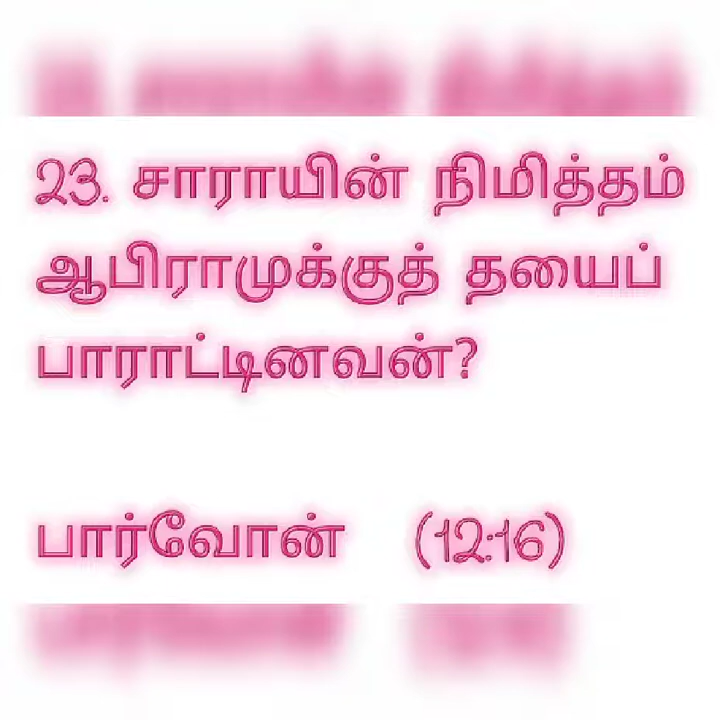 23. சாராயின் நிமித்தம்
ஆபிராமுக்குத் தயைப்
பாராட்டினவன்?
பார்வோன் (12:16)